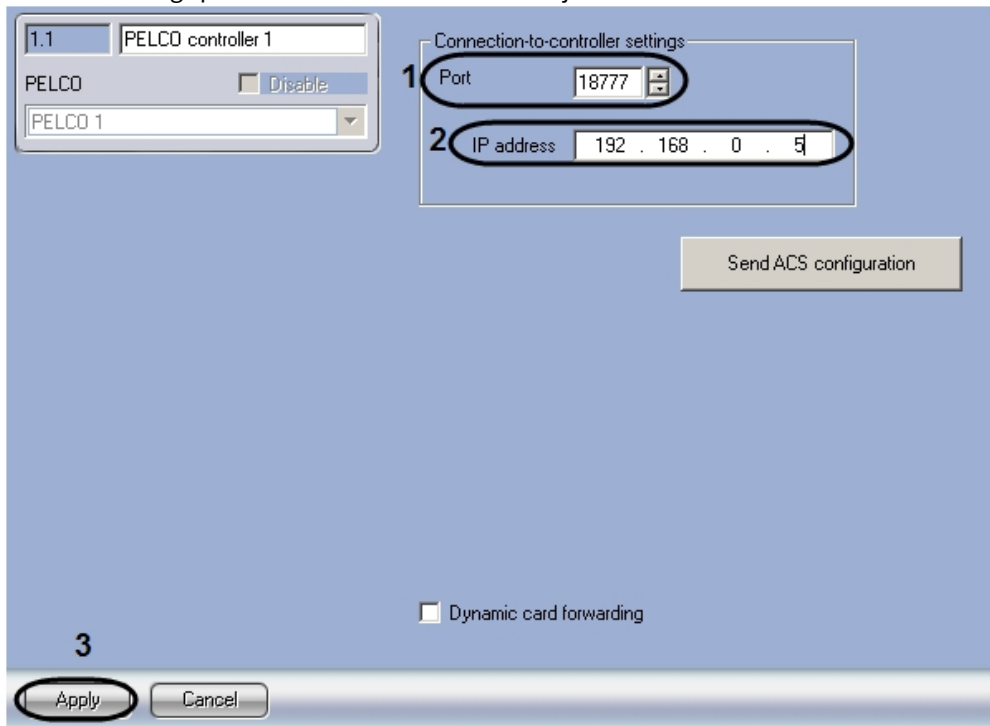 1.1 PELCO controller 1
PELCO Disable
PELCO 1
Connection-to-controller settings
1 Port 18777
2 IP address 192 . 168 . 0 . 5
Send ACS configuration
Dynamic card forwarding
3
Apply Cancel